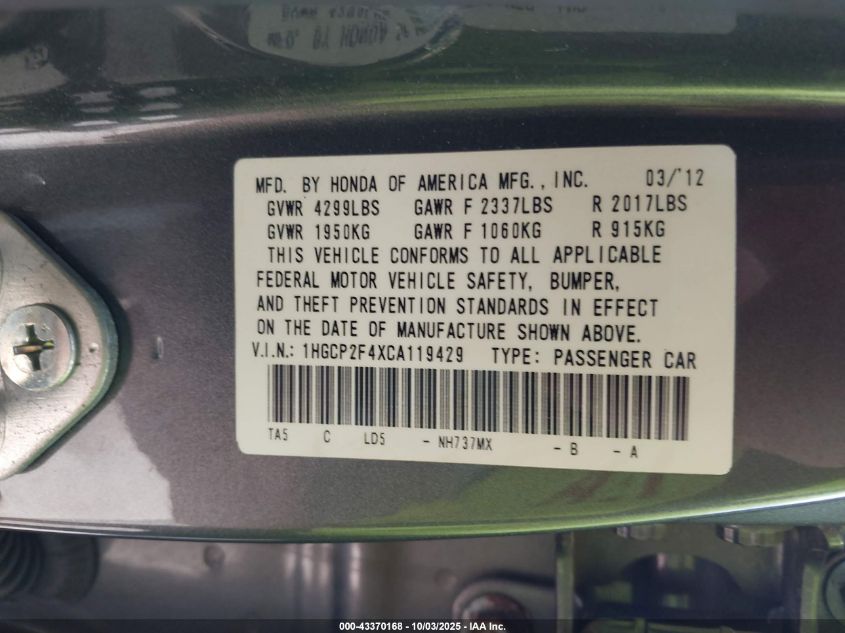 MFD. BY HONDA OF AMERICA MFG., INC. 03/'12
GVWR 4299LBS GAWR F 2337LBS R 2017LBS
GVWR 1950KG GAWR F 1060KG R 915KG
THIS VEHICLE CONFORMS TO ALL APPLICABLE
FEDERAL MOTOR VEHICLE SAFETY, BUMPER,
AND THEFT PREVENTION STANDARDS IN EFFECT
ON THE DATE OF MANUFACTURE SHOWN ABOVE.
V.I.N.: 1HGCP2F4XCA119429 TYPE: PASSENGER CAR
TA5 C LD5 - NH737MX - B - A
000-43370168 - 10/03/2025 - IAA Inc.